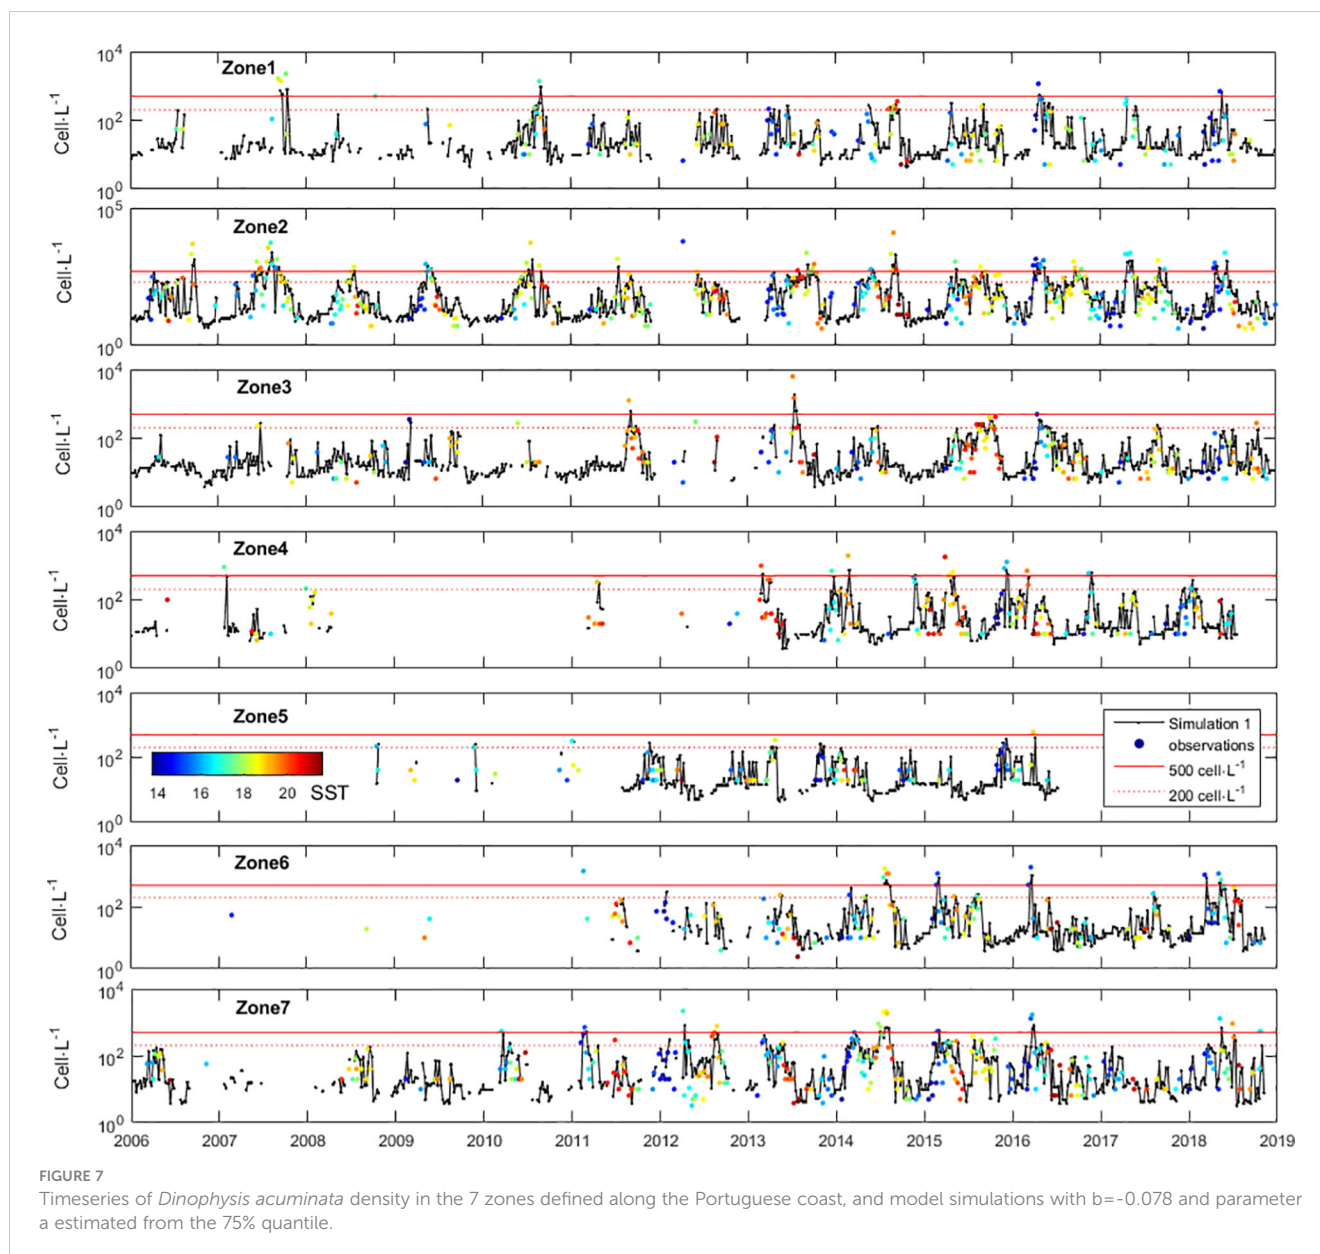 10^4
Zone1
10^2
Cell·L^-1
10^0
10^5
Zone2
Cell·L^-1
10^0
10^4
Zone3
10^2
Cell·L^-1
10^0
10^4
Zone4
10^2
Cell·L^-1
10^0
10^4
Zone5
10^2
Cell·L^-1
14 16 18 20 SST
Simulation 1
observations
500 cell·L^-1
200 cell·L^-1
10^0
10^4
Zone6
10^2
Cell·L^-1
10^0
10^4
Zone7
10^2
Cell·L^-1
10^0
2006 2007 2008 2009 2010 2011 2012 2013 2014 2015 2016 2017 2018 2019
FIGURE 7
Timeseries of Dinophysis acuminata density in the 7 zones defined along the Portuguese coast, and model simulations with b=-0.078 and parameter
a estimated from the 75% quantile.